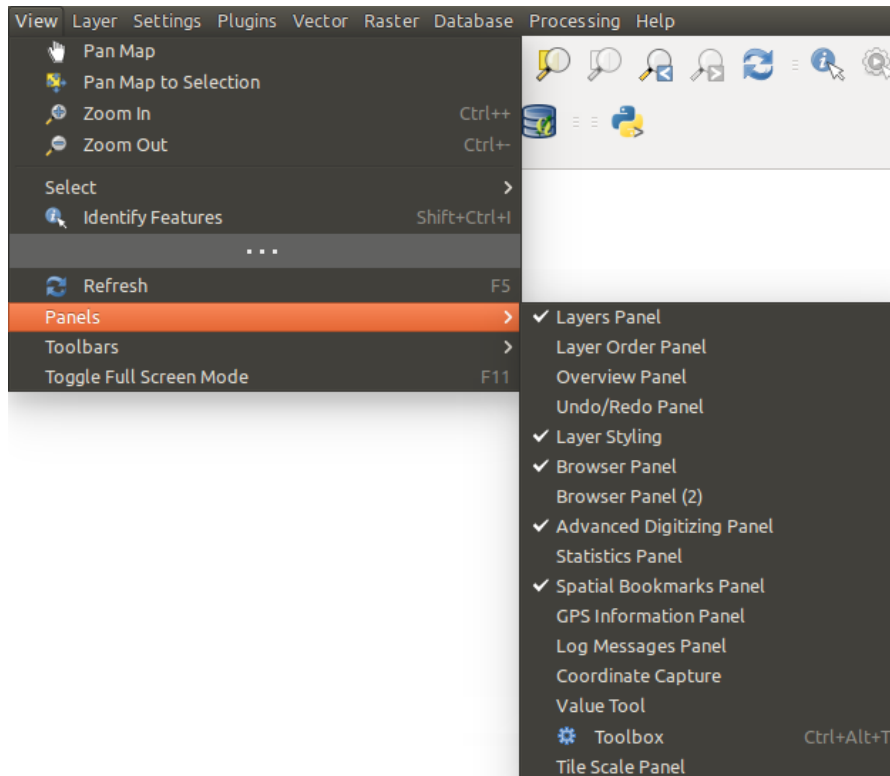 View Layer Settings Plugins Vector Raster Database Processing Help
Pan Map
Pan Map to Selection
Zoom In Ctrl++
Zoom Out Ctrl+-
Select
Identify Features Shift+Ctrl+I
...
Refresh F5
Panels
Toolbars
Toggle Full Screen Mode F11
Layers Panel
Layer Order Panel
Overview Panel
Undo/Redo Panel
Layer Styling
Browser Panel
Browser Panel (2)
Advanced Digitizing Panel
Statistics Panel
Spatial Bookmarks Panel
GPS Information Panel
Log Messages Panel
Coordinate Capture
Value Tool
Toolbox Ctrl+Alt+T
Tile Scale Panel